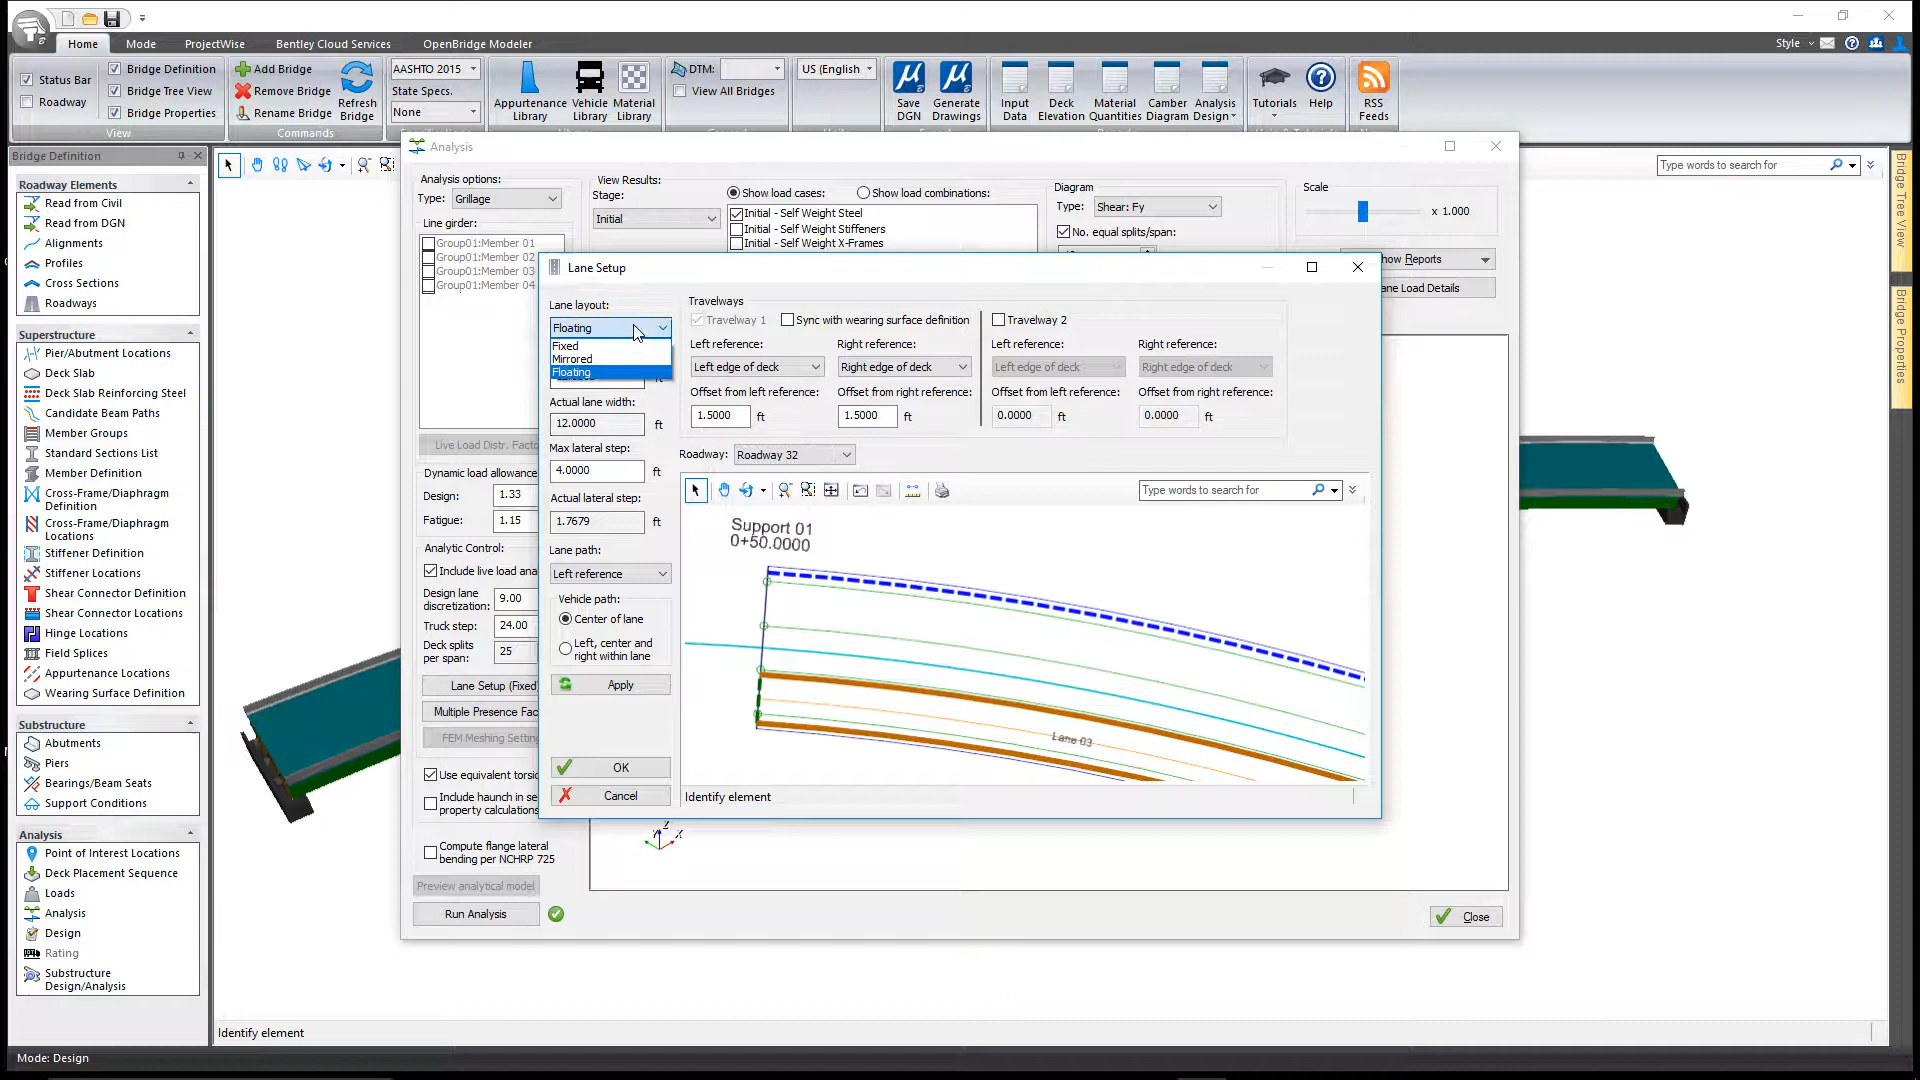 Home
Mode
ProjectWise
Bentley Cloud Services
OpenBridge Modeler
Style
Status Bar
Roadway
Bridge Definition
Bridge Tree View
Bridge Properties
View
Add Bridge
Remove Bridge
Rename Bridge
Refresh
Bridge
Commands
AASHTO 2015
State Specs.
None
Appurtenance
Library
Vehicle
Library
Material
Library
DTM:
View All Bridges
US (English
Save
DGN
Generate
Drawings
Input
Data
Deck
Elevation
Material
Quantities
Camber
Diagram
Analysis
Design
Tutorials
Help
RSS
Feeds
Bridge Definition
Roadway Elements
Read from Civil
Read from DGN
Alignments
Profiles
Cross Sections
Roadways
Superstructure
Pier/Abutment Locations
Deck Slab
Deck Slab Reinforcing Steel
Candidate Beam Paths
Member Groups
Standard Sections List
Member Definition
Cross-Frame/Diaphragm
Definition
Cross-Frame/Diaphragm
Locations
Stiffener Definition
Stiffener Locations
Shear Connector Definition
Shear Connector Locations
Hinge Locations
Field Splices
Appurtenance Locations
Wearing Surface Definition
Substructure
Abutments
Piers
Bearings/Beam Seats
Support Conditions
Analysis
Point of Interest Locations
Deck Placement Sequence
Loads
Analysis
Design
Rating
Substructure
Design/Analysis
Type words to search for
Bridge Tree View
Bridge Properties
Analysis
Analysis options:
Type: Grillage
Line girder:
Group01:Member 01
Group01:Member 02
Group01:Member 03
Group01:Member 04
Live Load Distr. Facto
Dynamic load allowance
Design: 1.33
Fatigue: 1.15
Analytic Control:
Include live load ana
Design lane
discretization: 9.00
Truck step: 24.00
Deck splits
per span: 25
Lane Setup (Fixed)
Multiple Presence Fac
FEM Meshing Setting
Use equivalent torsio
Include haunch in se
property calculations
Compute flange lateral
bending per NCHRP 725
Preview analytical model
Run Analysis
View Results:
Stage:
Initial
Show load cases:
Show load combinations:
Initial - Self Weight Steel
Initial - Self Weight Stiffeners
Initial - Self Weight X-Frames
Diagram
Type: Shear: Fy
No. equal splits/span:
Scale
x 1.000
ow Reports
ane Load Details
Close
Lane Setup
Lane layout:
Floating
Fixed
Mirrored
Floating
ft
Actual lane width:
12.0000 ft
Max lateral step:
4.0000 ft
Actual lateral step:
1.7679 ft
Lane path:
Left reference
Vehicle path:
Center of lane
Left, center and
right within lane
Apply
OK
Cancel
Travelways
Travelway 1
Sync with wearing surface definition
Left reference:
Right reference:
Left edge of deck
Right edge of deck
Offset from left reference:
Offset from right reference:
1.5000 ft
1.5000 ft
Travelway 2
Left reference:
Right reference:
Left edge of deck
Right edge of deck
Offset from left reference:
Offset from right reference:
0.0000 ft
0.0000 ft
Roadway: Roadway 32
Type words to search for
Support 01
0+50.0000
Lane 03
Identify element
Z
Y
X
Identify element
Mode: Design